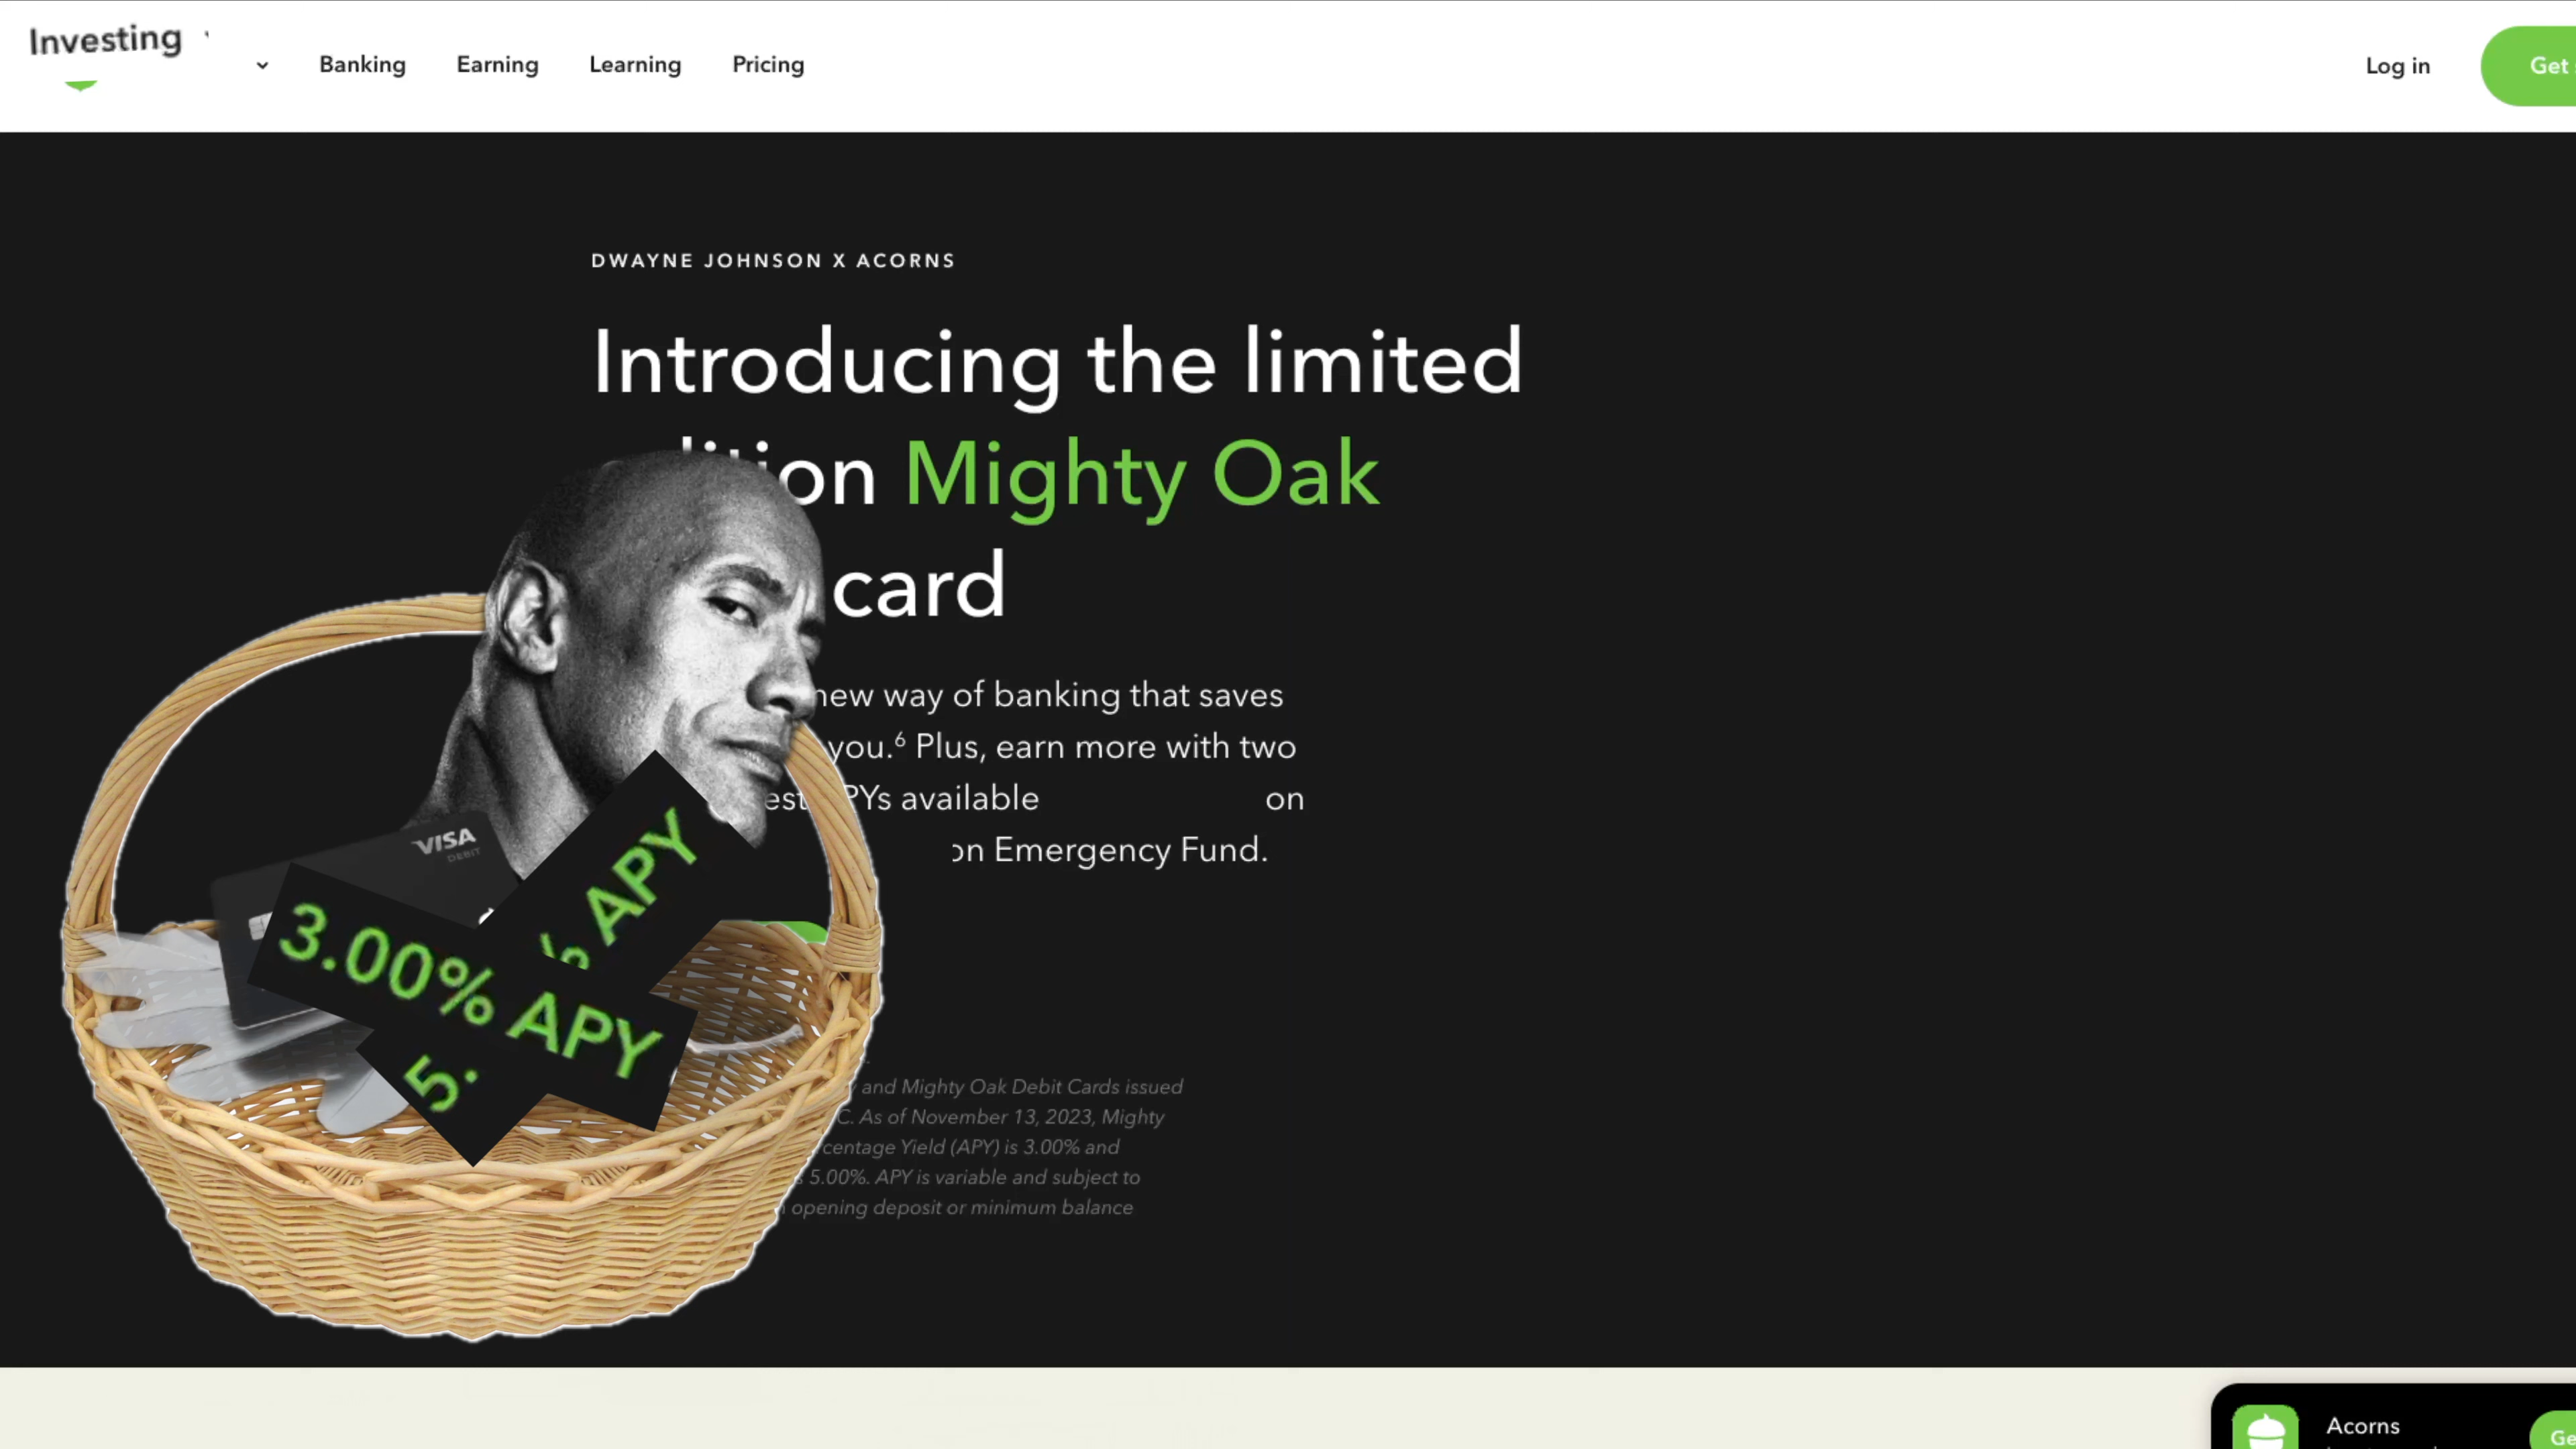 Investing
Banking Earning Learning Pricing
Log in
Get
DWAYNE JOHNSON X ACORNS
Introducing the limited
Mighty Oak
card
new way of banking that saves
you.⁶ Plus, earn more with two
available on
on Emergency Fund.
VISA
DEBIT
% APY
3.00% APY
5.
and Mighty Oak Debit Cards issued
C. As of November 13, 2023, Mighty
Yield (APY) is 3.00% and
5.00%. APY is variable and subject to
opening deposit or minimum balance
Acorns